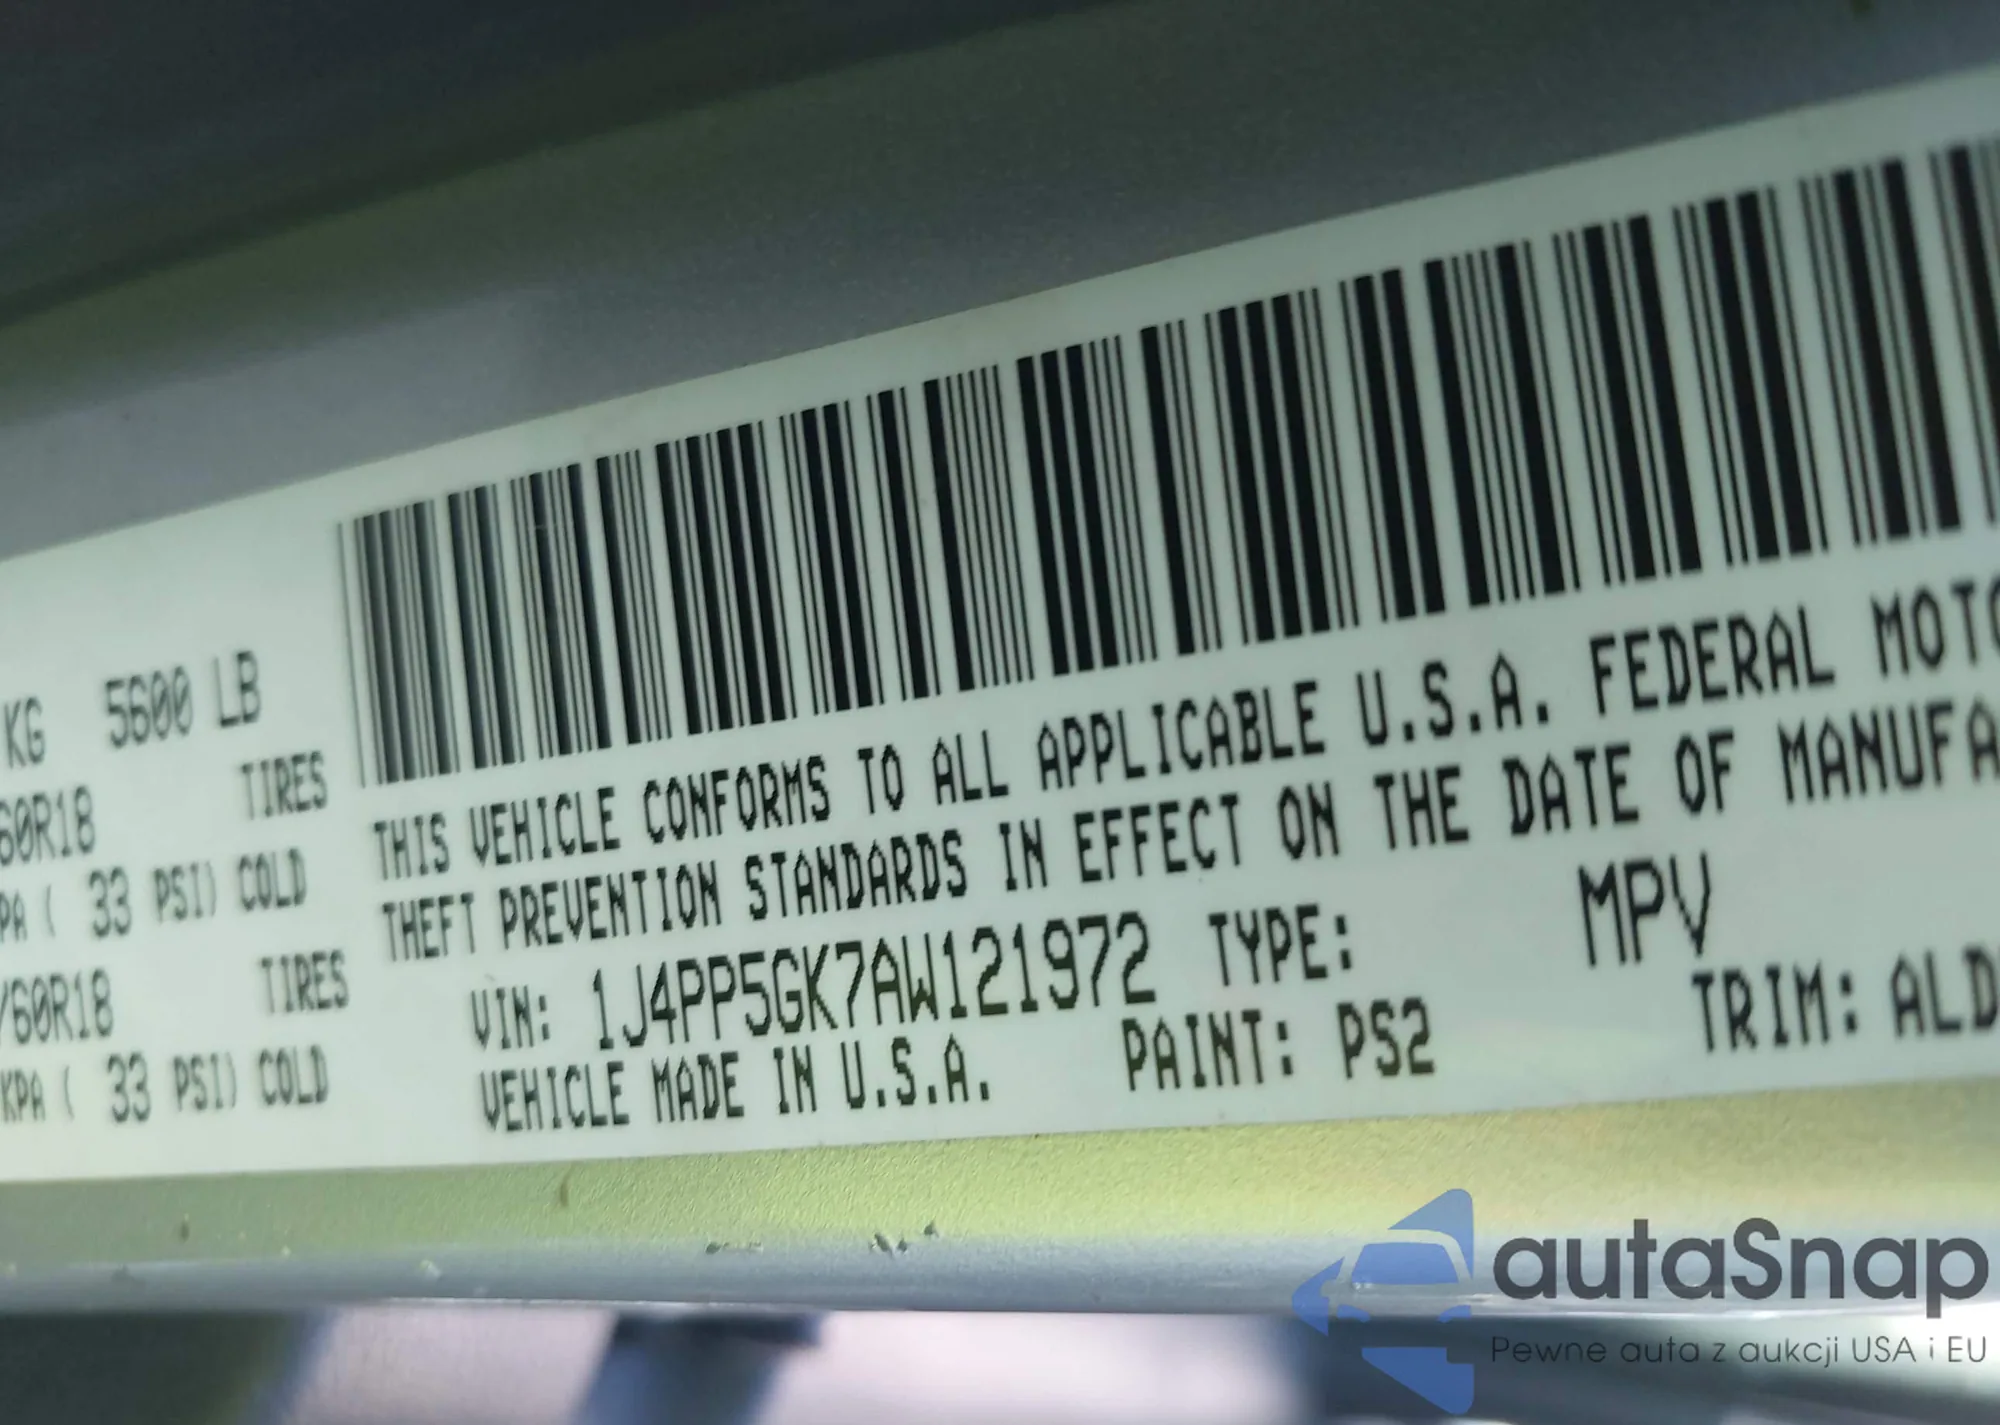 KG 5600 LB
60R18 TIRES
PA ( 33 PSI) COLD
/60R18 TIRES
KPA ( 33 PSI) COLD
THIS VEHICLE CONFORMS TO ALL APPLICABLE U.S.A. FEDERAL MOTO
THEFT PREVENTION STANDARDS IN EFFECT ON THE DATE OF MANUFA
VIN: 1J4PP5GK7AW121972 TYPE: MPV
VEHICLE MADE IN U.S.A. PAINT: PS2 TRIM: ALD
autaSnap
Pewne auta z aukcji USA i EU